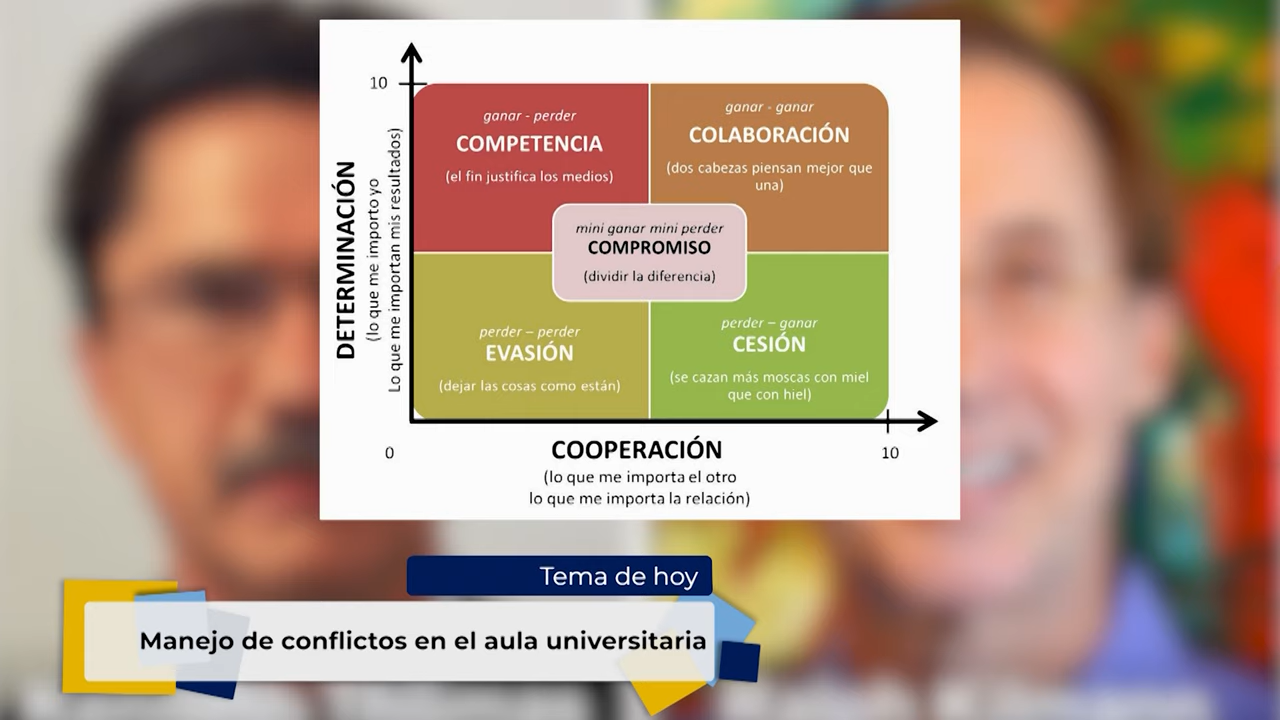 10
ganar - perder
COMPETENCIA
(el fin justifica los medios)
ganar - ganar
COLABORACIÓN
(dos cabezas piensan mejor que
una)
mini ganar mini perder
COMPROMISO
(dividir la diferencia)
perder – perder
EVASIÓN
(dejar las cosas como están)
perder – ganar
CESIÓN
(se cazan más moscas con miel
que con hiel)
DETERMINACIÓN
(lo que me importo yo
Lo que me importan mis resultados)
0
COOPERACIÓN
10
(lo que me importa el otro
lo que me importa la relación)
Tema de hoy
Manejo de conflictos en el aula universitaria